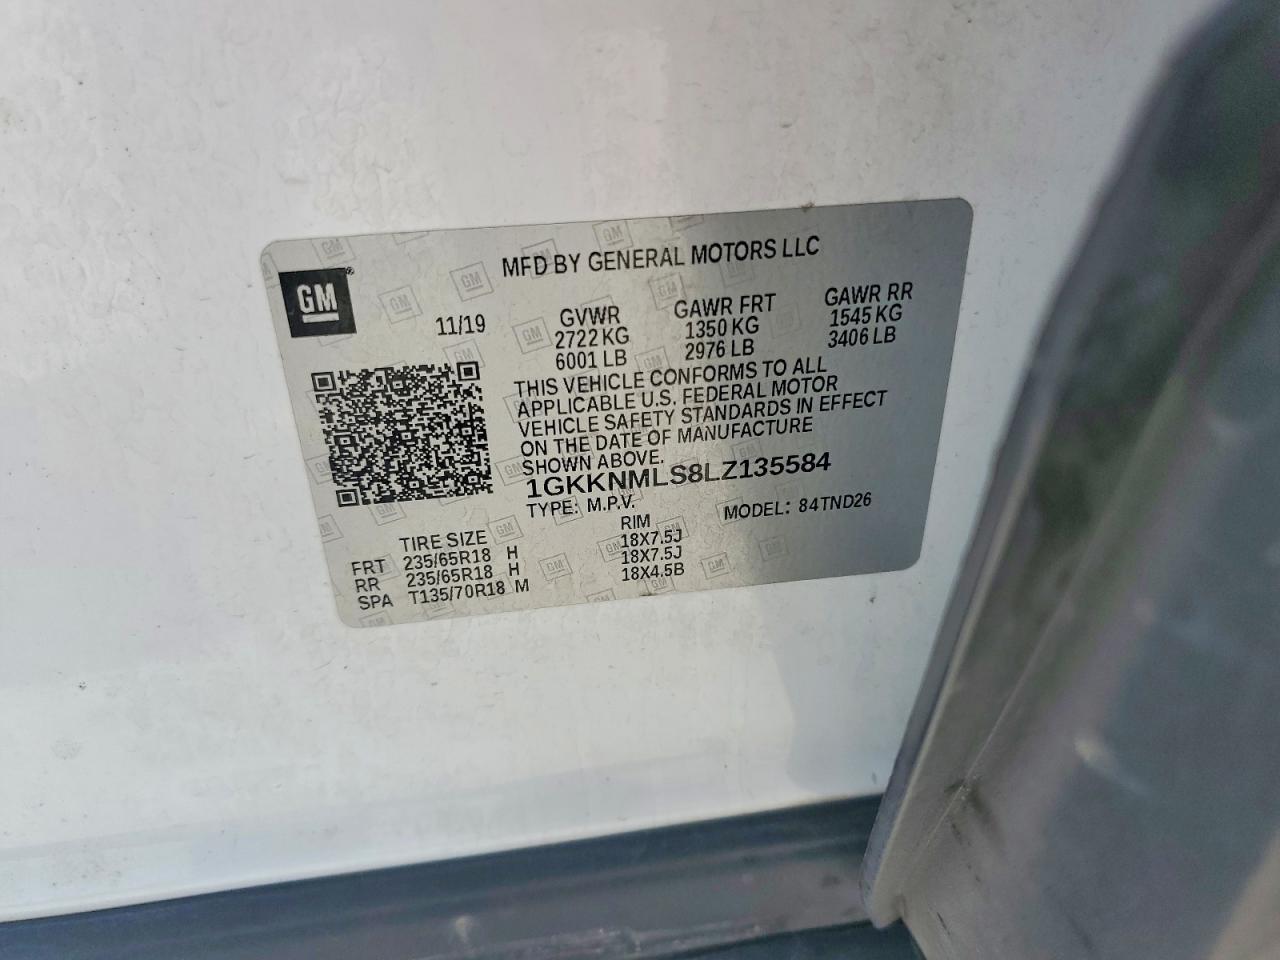 MFD BY GENERAL MOTORS LLC
GM
11/19
GVWR GAWR FRT GAWR RR
2722 KG 1350 KG 1545 KG
6001 LB 2976 LB 3406 LB
THIS VEHICLE CONFORMS TO ALL
APPLICABLE U.S. FEDERAL MOTOR
VEHICLE SAFETY STANDARDS IN EFFECT
ON THE DATE OF MANUFACTURE
SHOWN ABOVE.
1GKKNMLS8LZ135584
TYPE: M.P.V. MODEL: 84TND26
TIRE SIZE RIM
FRT 235/65R18 H 18X7.5J
RR 235/65R18 H 18X7.5J
SPA T135/70R18 M 18X4.5B